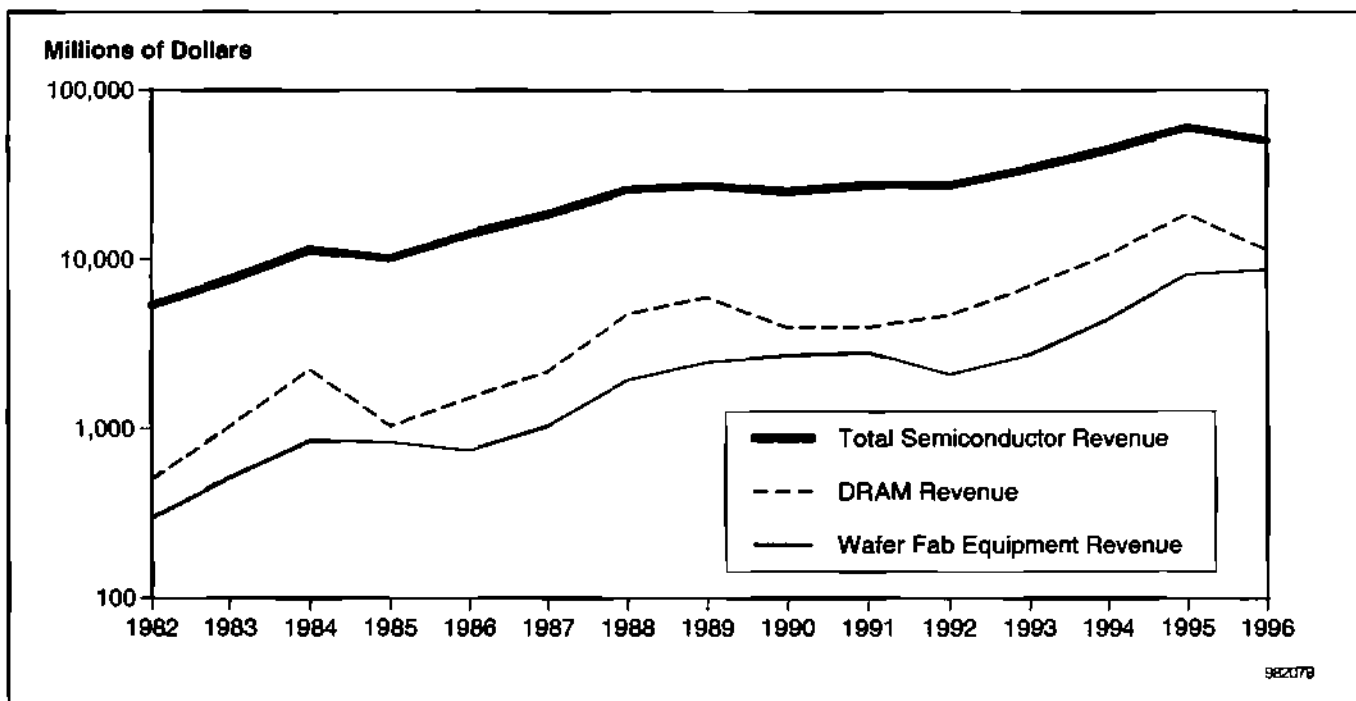 Millions of Dollars
100,000
10,000
1,000
100
1982 1983 1984 1985 1986 1987 1988 1989 1990 1991 1992 1993 1994 1995 1996
Total Semiconductor Revenue
DRAM Revenue
Wafer Fab Equipment Revenue
982079